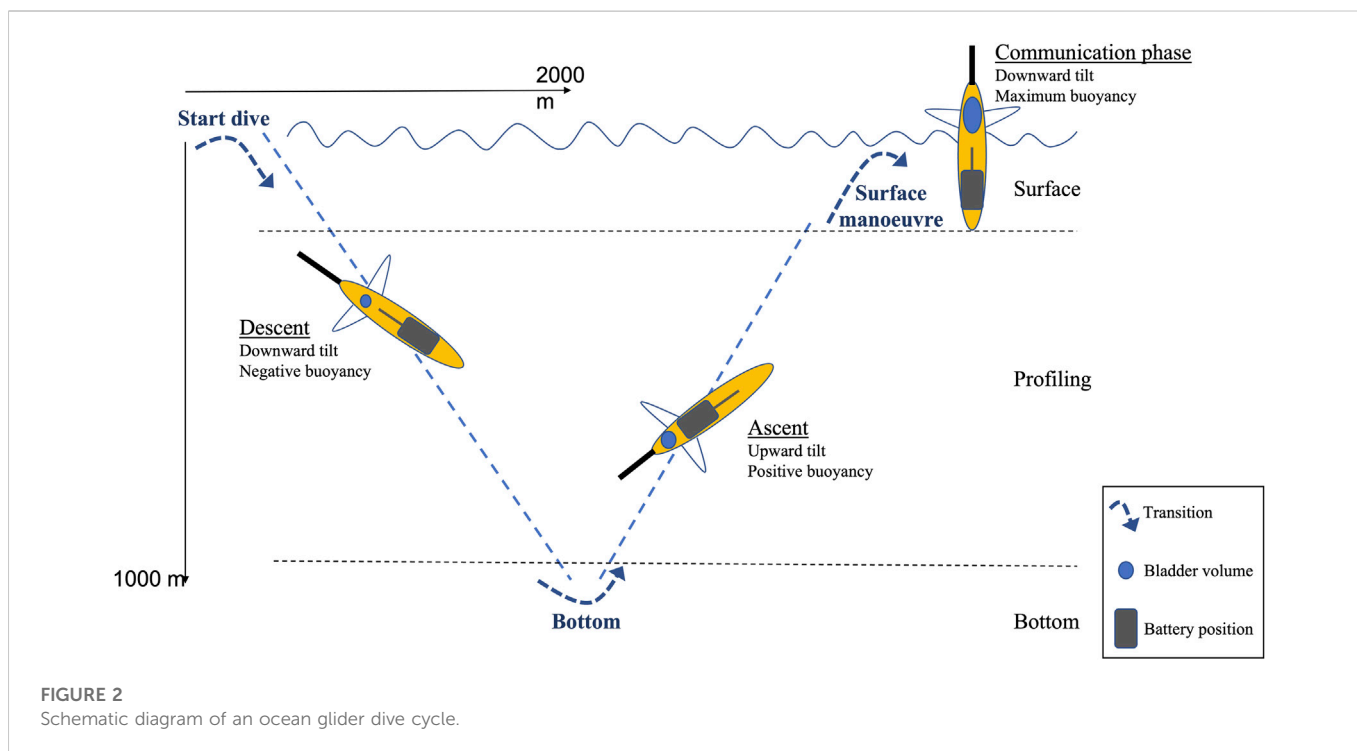 2000
m
Start dive
Communication phase
Downward tilt
Maximum buoyancy
Surface
Surface
manoeuvre
Descent
Downward tilt
Negative buoyancy
Profiling
Ascent
Upward tilt
Positive buoyancy
1000 m
Bottom
Bottom
Transition
Bladder volume
Battery position
FIGURE 2
Schematic diagram of an ocean glider dive cycle.